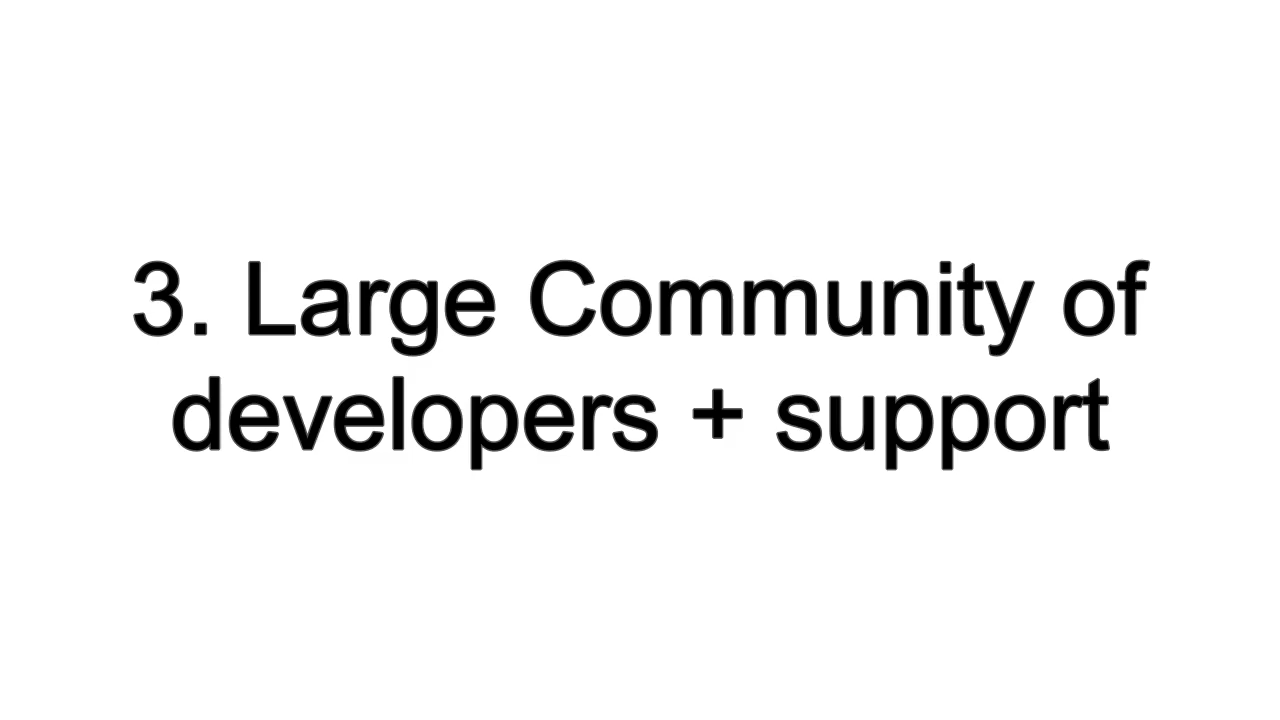 3. Large Community of
developers + support